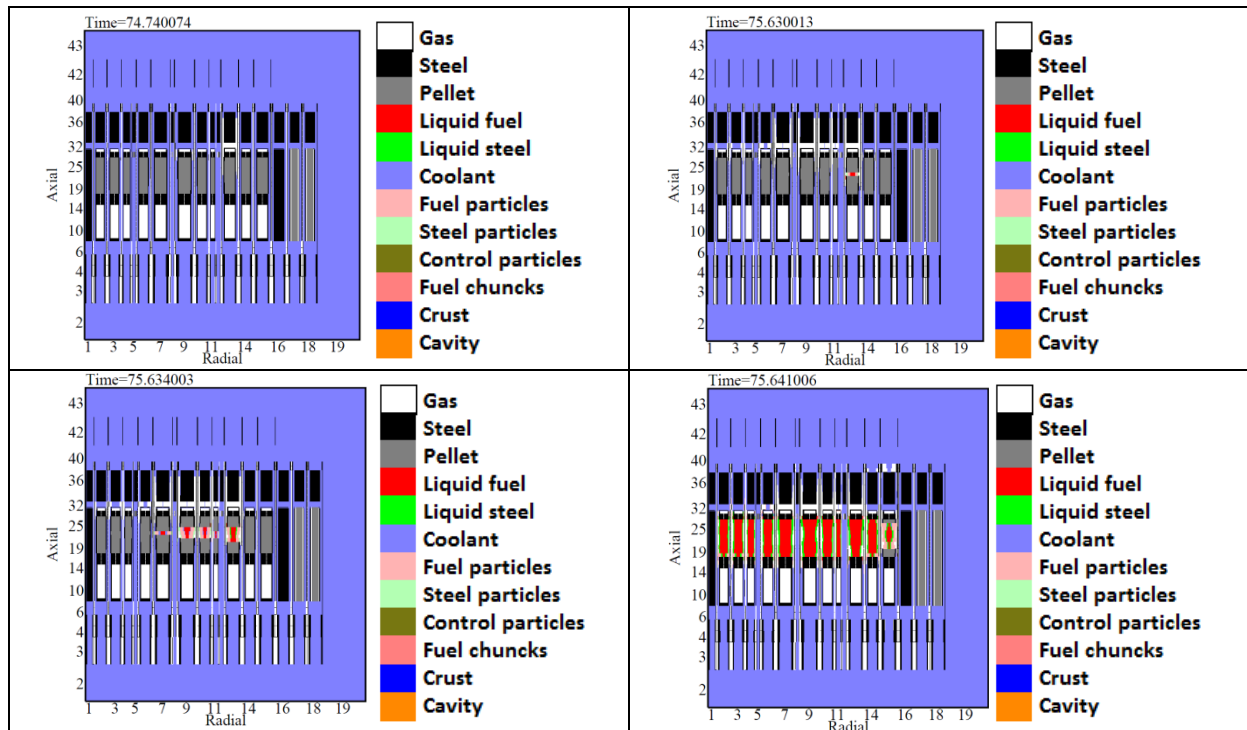 Time=74.740074
43
42
40
36
32
25
19
14
10
6
4
3
2
Axial
1 3 5 7 9 11 14 16 18 19
Radial
Gas
Steel
Pellet
Liquid fuel
Liquid steel
Coolant
Fuel particles
Steel particles
Control particles
Fuel chuncks
Crust
Cavity
Time=75.630013
43
42
40
36
32
25
19
14
10
6
4
3
2
Axial
1 3 5 7 9 11 14 16 18 19
Radial
Gas
Steel
Pellet
Liquid fuel
Liquid steel
Coolant
Fuel particles
Steel particles
Control particles
Fuel chuncks
Crust
Cavity
Time=75.634003
43
42
40
36
32
25
19
14
10
6
4
3
2
Axial
1 3 5 7 9 11 14 16 18 19
Radial
Gas
Steel
Pellet
Liquid fuel
Liquid steel
Coolant
Fuel particles
Steel particles
Control particles
Fuel chuncks
Crust
Cavity
Time=75.641006
43
42
40
36
32
25
19
14
10
6
4
3
2
Axial
1 3 5 7 9 11 14 16 18 19
Radial
Gas
Steel
Pellet
Liquid fuel
Liquid steel
Coolant
Fuel particles
Steel particles
Control particles
Fuel chuncks
Crust
Cavity